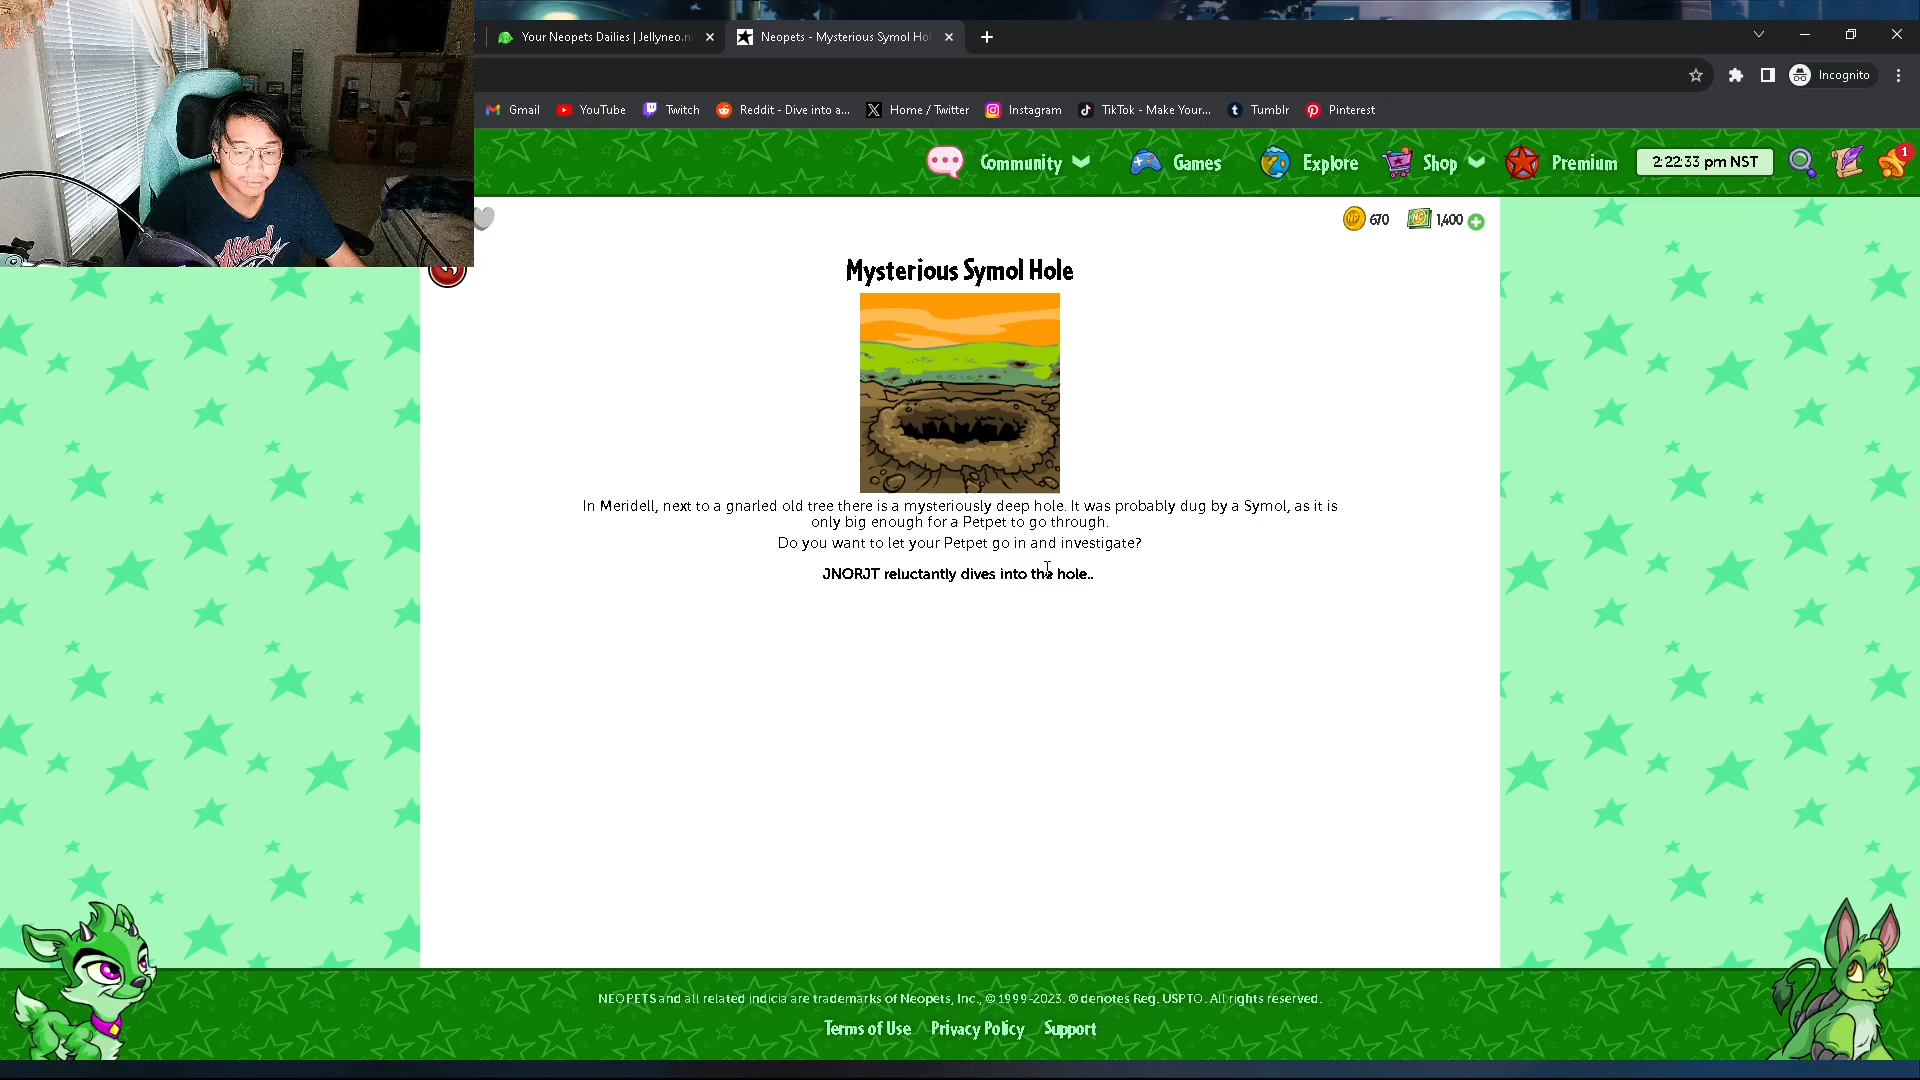 Your Neopets Dailies | Jellyneo.n
Neopets - Mysterious Symol Hol
Incognito
Gmail
YouTube
Twitch
Reddit - Dive into a...
Home / Twitter
Instagram
TikTok - Make Your...
Tumblr
Pinterest
Community
Games
Explore
Shop
Premium
2:22:33 pm NST
1
NP
670
NC
1,400
Mysterious Symol Hole
In Meridell, next to a gnarled old tree there is a mysteriously deep hole. It was probably dug by a Symol, as it is
only big enough for a Petpet to go through.
Do you want to let your Petpet go in and investigate?
JNORJT reluctantly dives into the hole..
NEOPETS and all related indicia are trademarks of Neopets, Inc., © 1999-2023. ® denotes Reg. USPTO. All rights reserved.
Terms of Use
Privacy Policy
Support